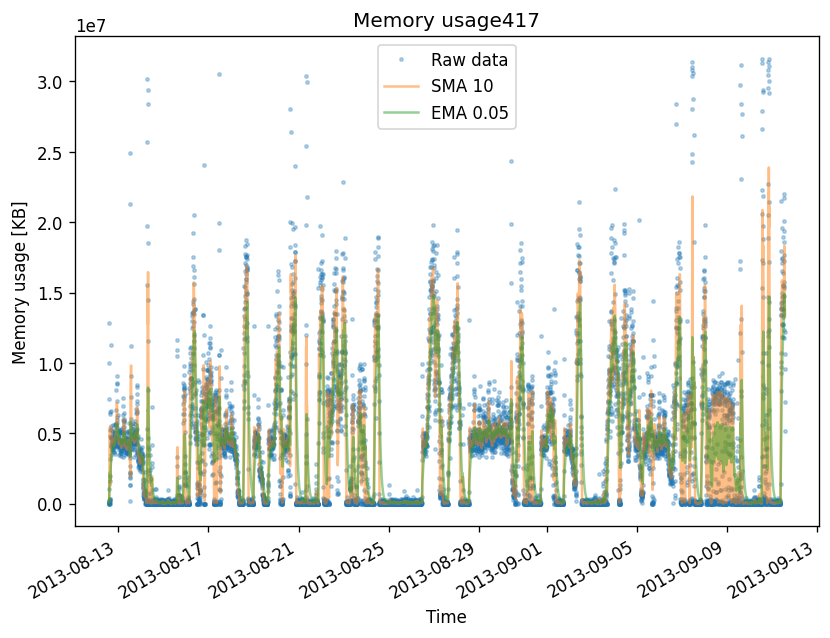 Memory usage417
1e7
Raw data
SMA 10
EMA 0.05
3.0
2.5
2.0
1.5
1.0
0.5
0.0
Memory usage [KB]
2013-08-13
2013-08-17
2013-08-21
2013-08-25
2013-08-29
2013-09-01
2013-09-05
2013-09-09
2013-09-13
Time